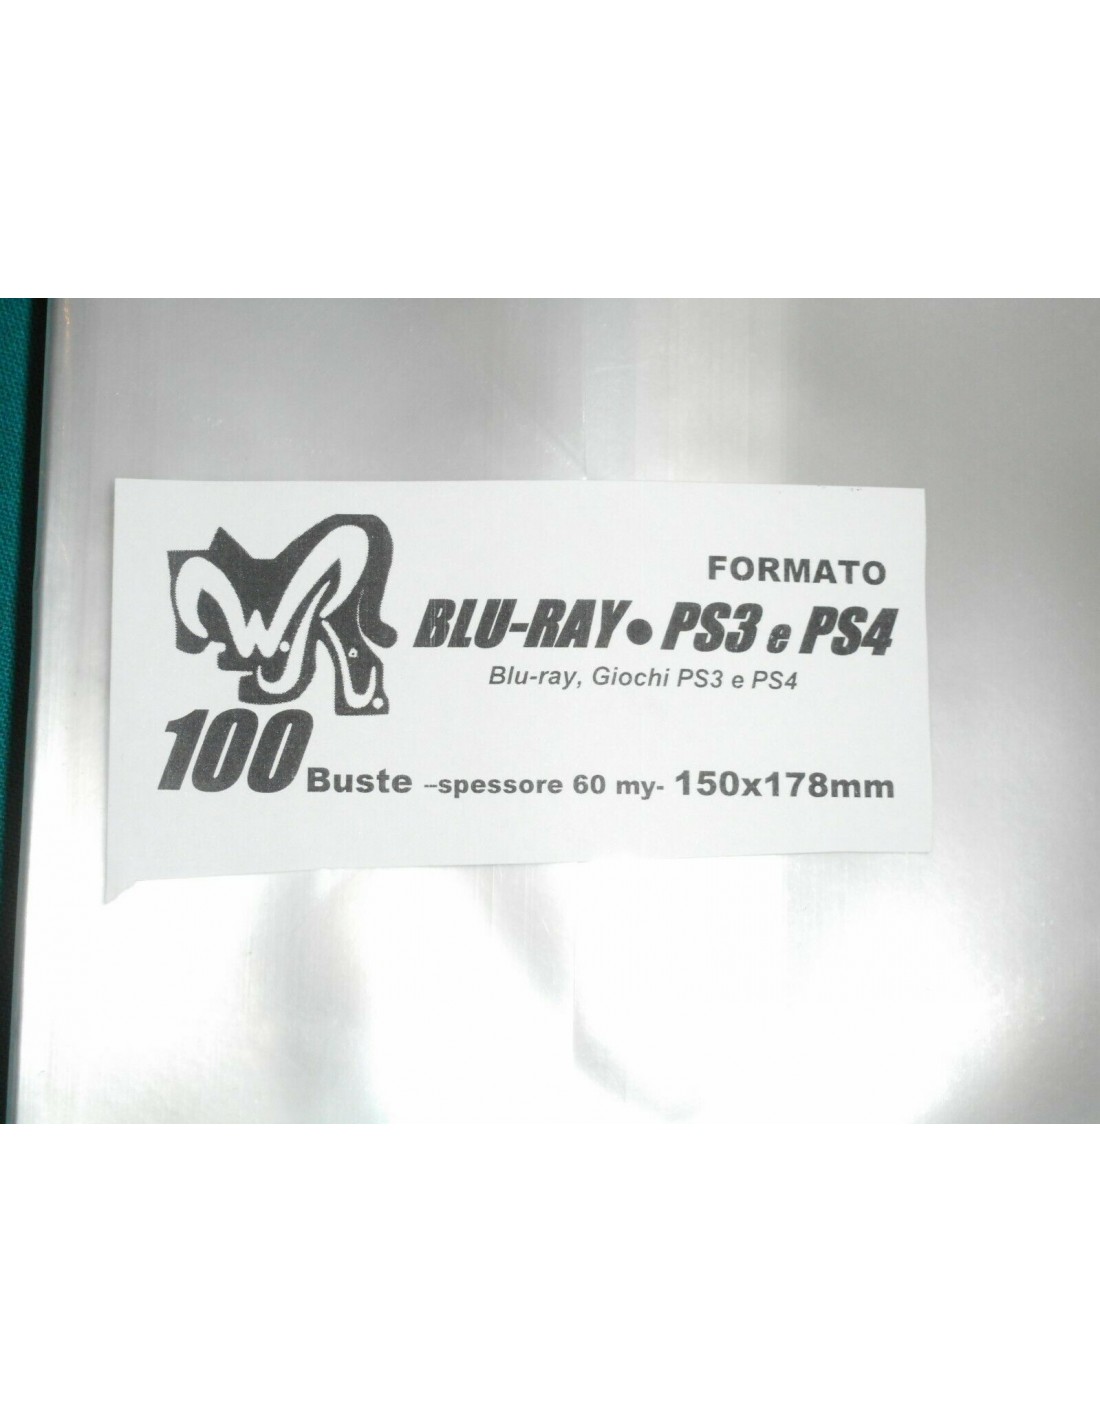 FORMATO
BLU-RAY • PS3 e PS4
Blu-ray, Giochi PS3 e PS4
100 Buste --spessore 60 my- 150x178mm